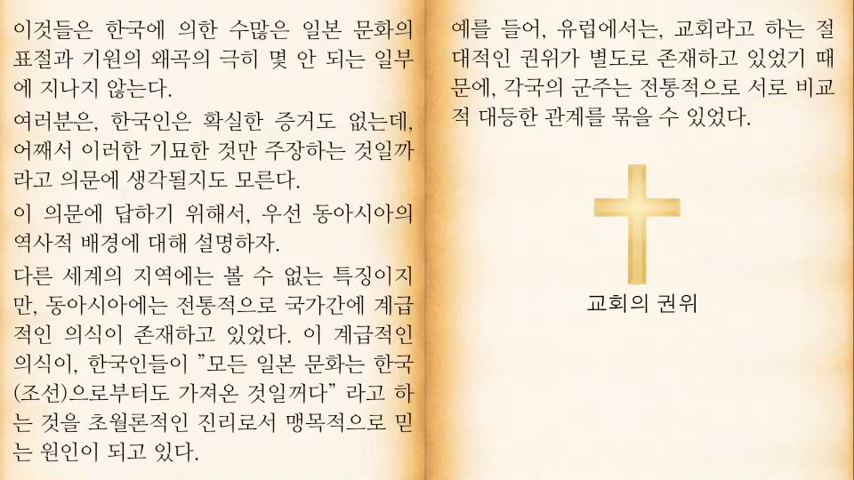 이것들은 한국에 의한 수많은 일본 문화의
표절과 기원의 왜곡의 극히 몇 안 되는 일부
에 지나지 않는다.
여러분은, 한국인은 확실한 증거도 없는데,
어째서 이러한 기묘한 것만 주장하는 것일까
라고 의문에 생각될지도 모른다.
이 의문에 답하기 위해서, 우선 동아시아의
역사적 배경에 대해 설명하자.
다른 세계의 지역에는 볼 수 없는 특징이지
만, 동아시아에는 전통적으로 국가간에 계급
적인 의식이 존재하고 있었다. 이 계급적인
의식이, 한국인들이 ”모든 일본 문화는 한국
(조선)으로부터도 가져온 것일꺼다” 라고 하
는 것을 초월론적인 진리로서 맹목적으로 믿
는 원인이 되고 있다.
예를 들어, 유럽에서는, 교회라고 하는 절
대적인 권위가 별도로 존재하고 있었기 때
문에, 각국의 군주는 전통적으로 서로 비교
적 대등한 관계를 묶을 수 있었다.
교회의 권위